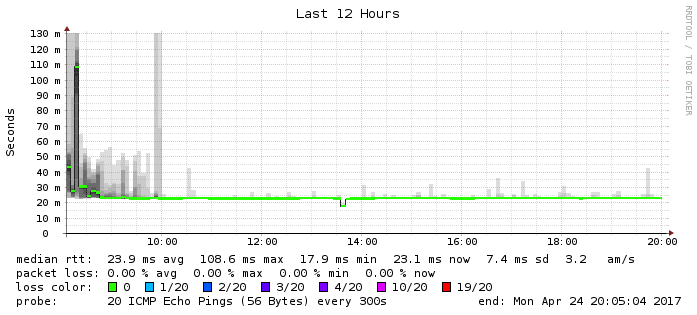 Last 12 Hours
RRDTOOL / TOBI OETIKER
Seconds
130 m
120 m
110 m
100 m
90 m
80 m
70 m
60 m
50 m
40 m
30 m
20 m
10 m
0
10:00 12:00 14:00 16:00 18:00 20:00
median rtt: 23.9 ms avg 108.6 ms max 17.9 ms min 23.1 ms now 7.4 ms sd 3.2 am/s
packet loss: 0.00 % avg 0.00 % max 0.00 % min 0.00 % now
loss color: 0 1/20 2/20 3/20 4/20 10/20 19/20
probe: 20 ICMP Echo Pings (56 Bytes) every 300s end: Mon Apr 24 20:05:04 2017